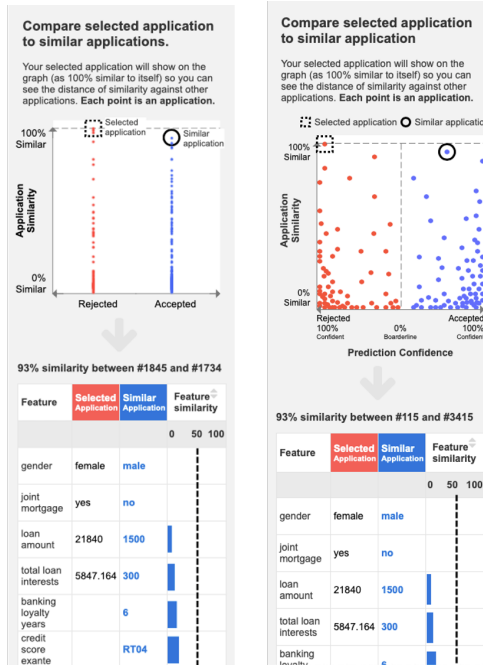 Compare selected application
to similar applications.
Your selected application will show on the
graph (as 100% similar to itself) so you can
see the distance of similarity against other
applications. Each point is an application.
Selected
application
Similar
application
100%
Similar
Application
Similarity
0%
Similar
Rejected
Accepted
93% similarity between #1845 and #1734
Feature
Selected
Application
Similar
Application
Feature
similarity
0 50 100
gender female male
joint
mortgage yes no
loan
amount 21840 1500
total loan
interests 5847.164 300
banking
loyalty
years 6
credit
score
exante RT04
Compare selected application
to similar application
Your selected application will show on the
graph (as 100% similar to itself) so you can
see the distance of similarity against other
applications. Each point is an application.
Selected application Similar applicatio
100%
Similar
Application
Similarity
0%
Similar
Rejected
100%
Confident
0%
Boarderline
Accepted
100%
Confident
Prediction Confidence
93% similarity between #115 and #3415
Feature
Selected
Application
Similar
Application
Feature
similarity
0 50 100
gender female male
joint
mortgage yes no
loan
amount 21840 1500
total loan
interests 5847.164 300
banking
loyalty 6